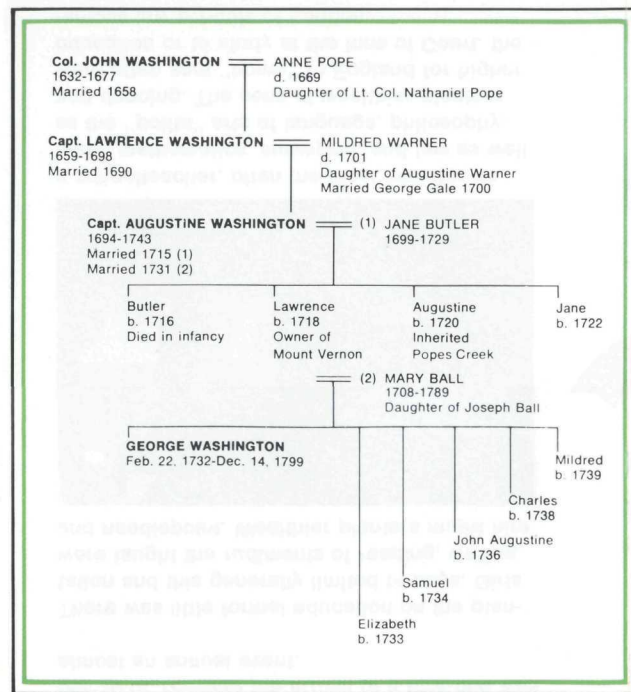 Col. JOHN WASHINGTON
1632-1677
Married 1658
ANNE POPE
d. 1669
Daughter of Lt. Col. Nathaniel Pope
Capt. LAWRENCE WASHINGTON
1659-1698
Married 1690
MILDRED WARNER
d. 1701
Daughter of Augustine Warner
Married George Gale 1700
Capt. AUGUSTINE WASHINGTON
1694-1743
Married 1715 (1)
Married 1731 (2)
(1) JANE BUTLER
1699-1729
Butler
b. 1716
Died in infancy
Lawrence
b. 1718
Owner of
Mount Vernon
Augustine
b. 1720
Inherited
Popes Creek
Jane
b. 1722
(2) MARY BALL
1708-1789
Daughter of Joseph Ball
GEORGE WASHINGTON
Feb. 22. 1732-Dec. 14, 1799
Mildred
b. 1739
Charles
b. 1738
John Augustine
b. 1736
Samuel
b. 1734
Elizabeth
b. 1733